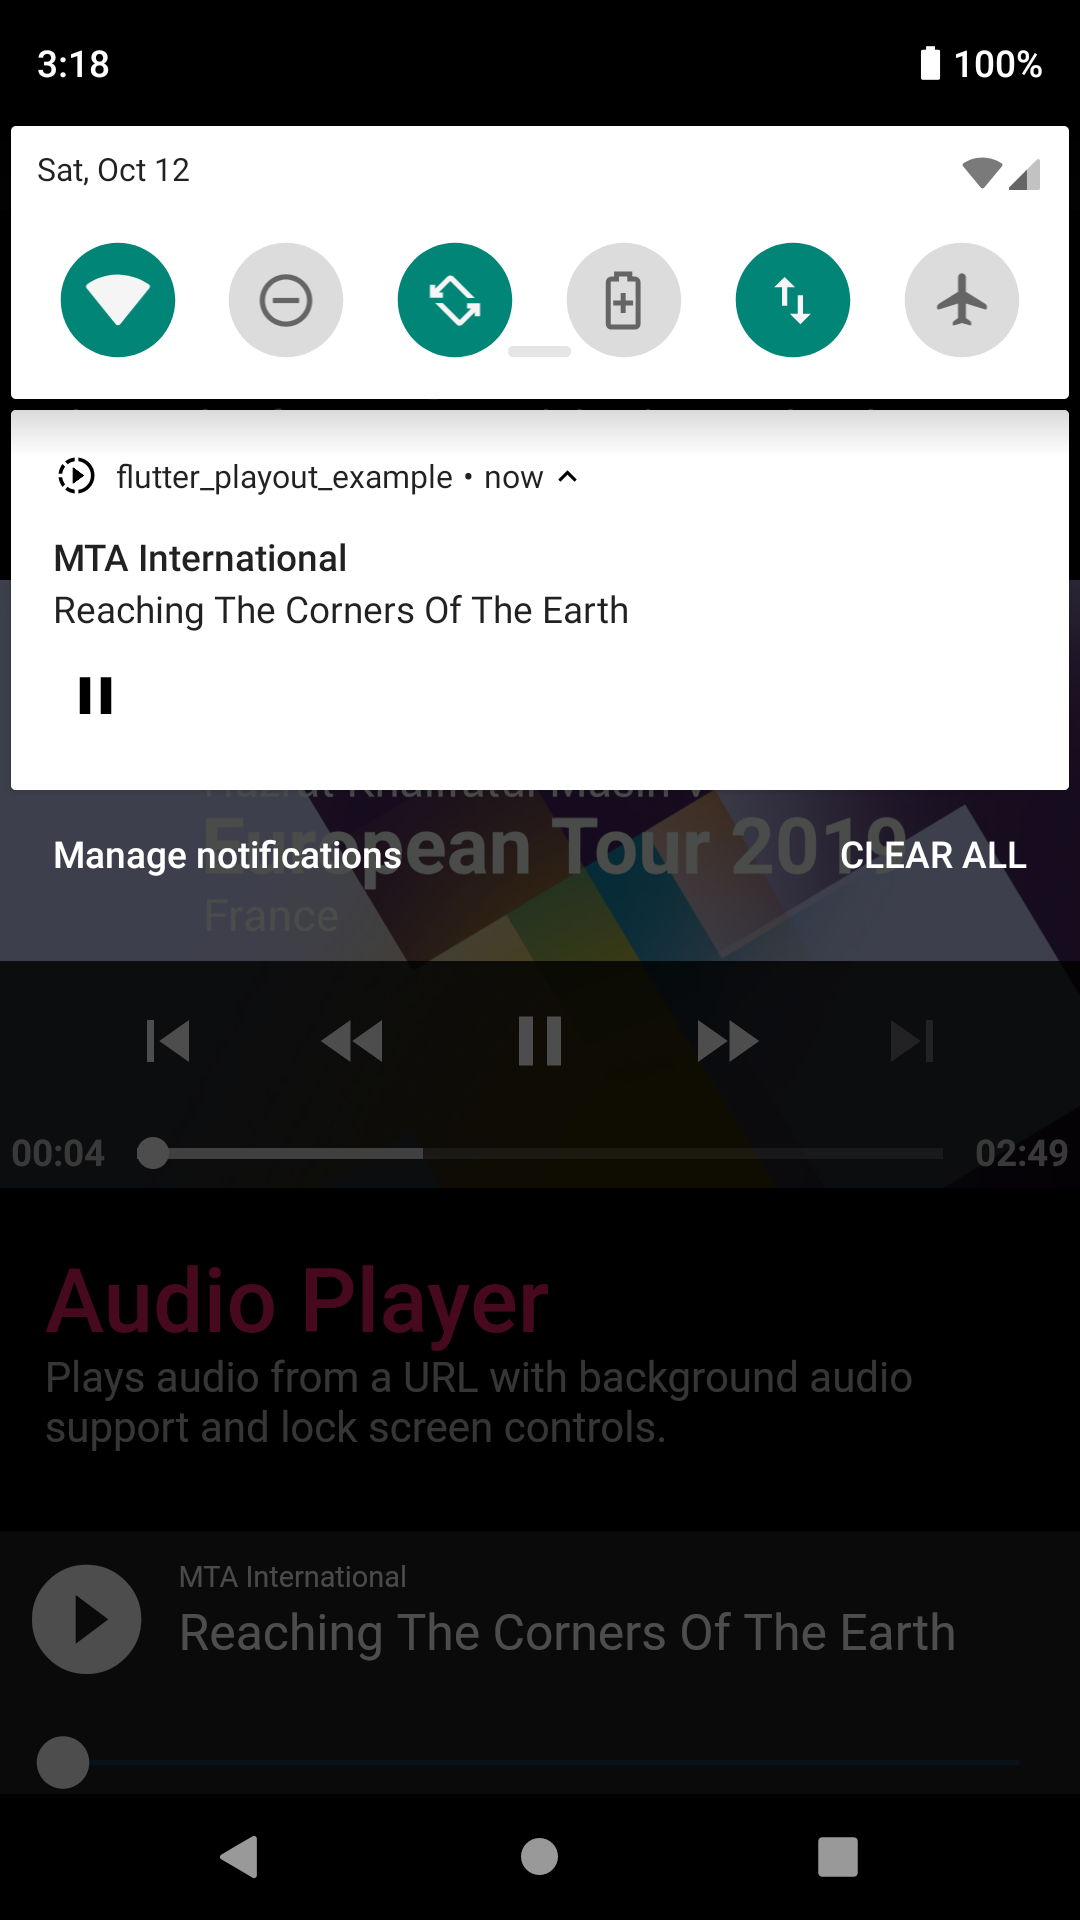 3:18
100%
Sat, Oct 12
flutter_playout_example • now
MTA International
Reaching The Corners Of The Earth
European Tour 2019
Manage notifications
CLEAR ALL
France
00:04
02:49
Audio Player
Plays audio from a URL with background audio
support and lock screen controls.
MTA International
Reaching The Corners Of The Earth